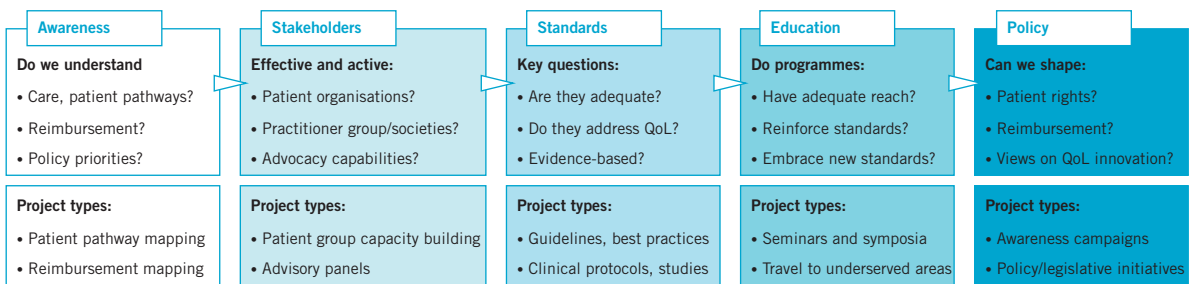 Awareness
Do we understand
• Care, patient pathways?
• Reimbursement?
• Policy priorities?
Project types:
• Patient pathway mapping
• Reimbursement mapping
Stakeholders
Effective and active:
• Patient organisations?
• Practitioner group/societies?
• Advocacy capabilities?
Project types:
• Patient group capacity building
• Advisory panels
Standards
Key questions:
• Are they adequate?
• Do they address QoL?
• Evidence-based?
Project types:
• Guidelines, best practices
• Clinical protocols, studies
Education
Do programmes:
• Have adequate reach?
• Reinforce standards?
• Embrace new standards?
Project types:
• Seminars and symposia
• Travel to underserved areas
Policy
Can we shape:
• Patient rights?
• Reimbursement?
• Views on QoL innovation?
Project types:
• Awareness campaigns
• Policy/legislative initiatives